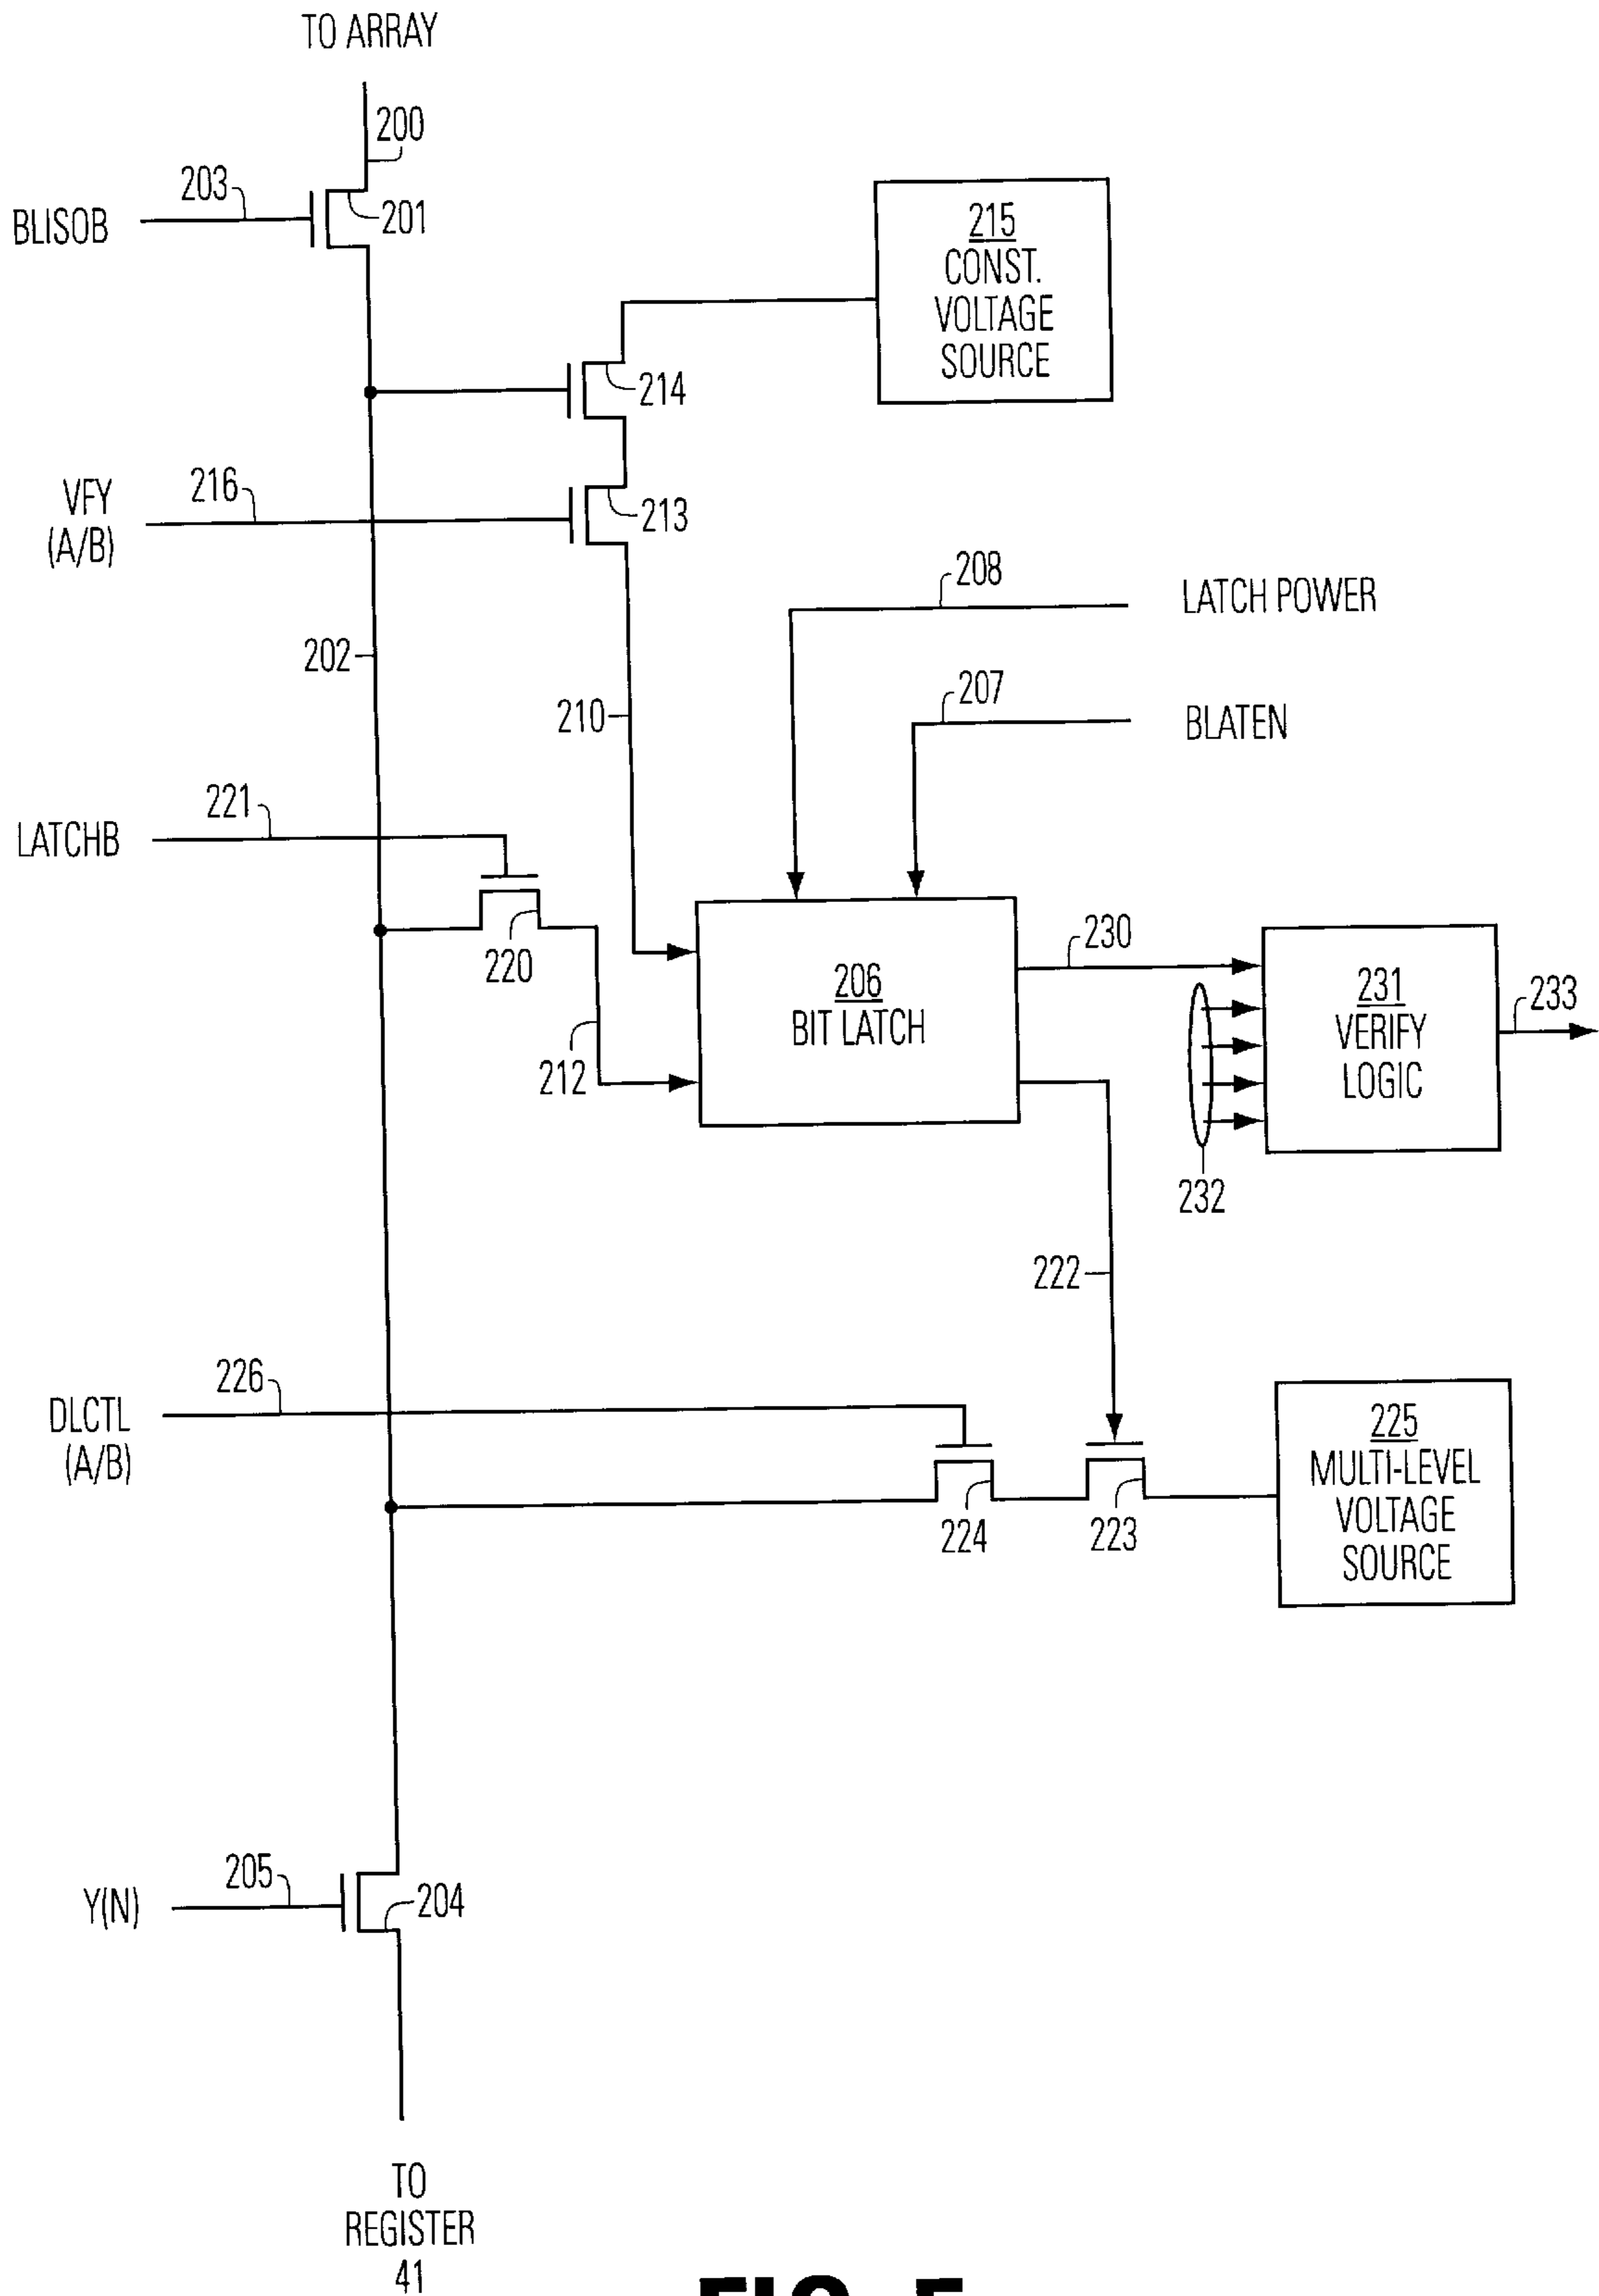 TO ARRAY
200
203
BLISOB
201
215
CONST.
VOLTAGE
SOURCE
214
VFY
(A/B)
216
213
208
LATCH POWER
202
210
207
BLATEN
221
LATCHB
220
212
206
BIT LATCH
230
231
VERIFY
LOGIC
233
232
222
226
DLCTL
(A/B)
224
223
225
MULTI-LEVEL
VOLTAGE
SOURCE
205
Y(N)
204
TO
REGISTER
41